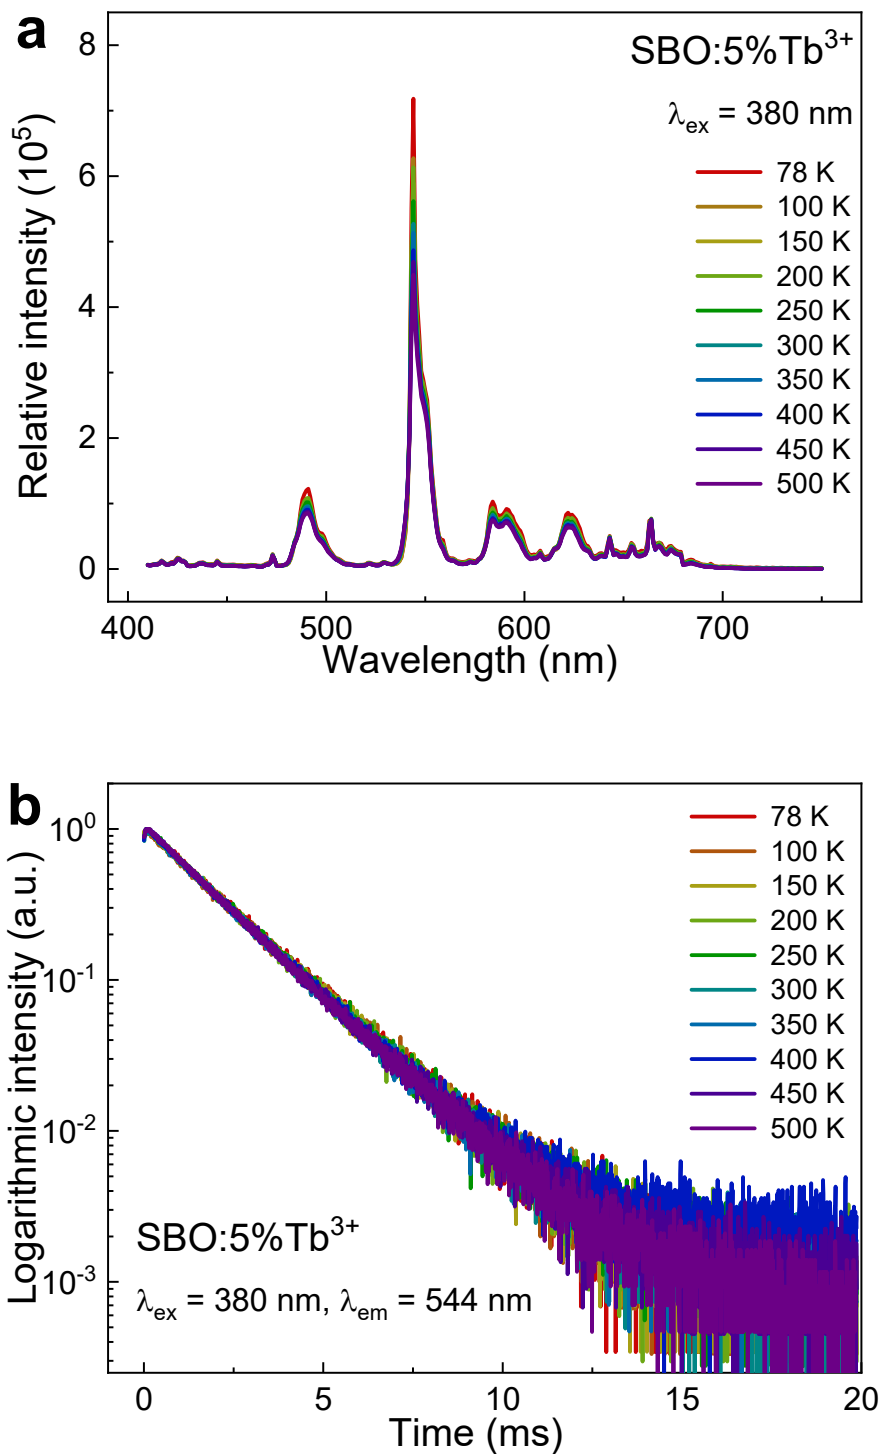 a
SBO:5%Tb³⁺
λex = 380 nm
78 K
100 K
150 K
200 K
250 K
300 K
350 K
400 K
450 K
500 K
Relative intensity (10⁵)
8
6
4
2
0
400 500 600 700
Wavelength (nm)
b
78 K
100 K
150 K
200 K
250 K
300 K
350 K
400 K
450 K
500 K
Logarithmic intensity (a.u.)
10⁰
10⁻¹
10⁻²
10⁻³
SBO:5%Tb³⁺
λex = 380 nm, λem = 544 nm
0 5 10 15 20
Time (ms)